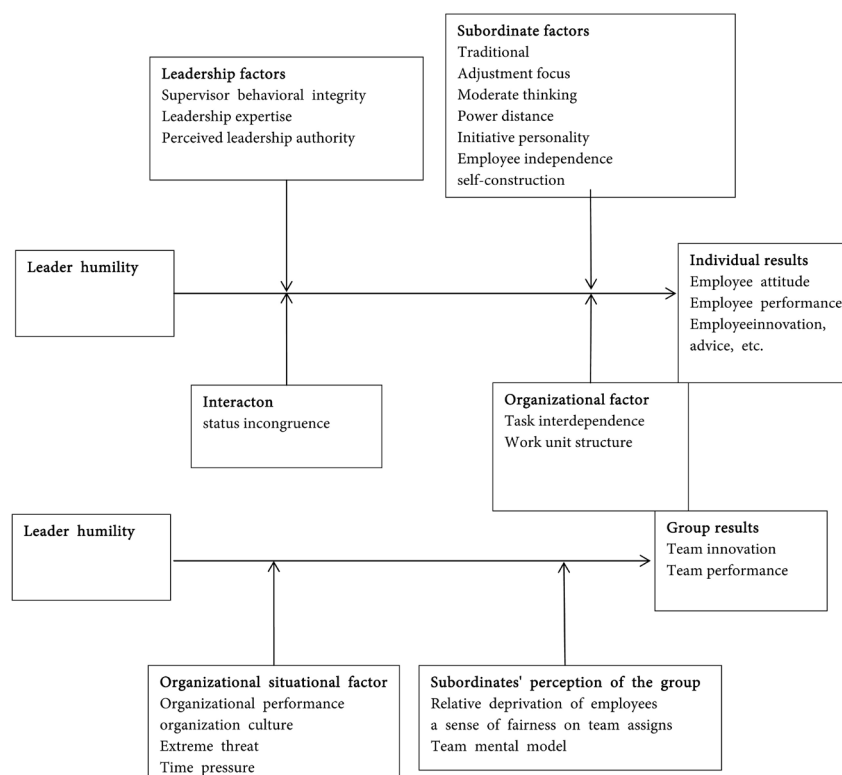 Subordinate factors
Traditional
Adjustment focus
Moderate thinking
Power distance
Initiative personality
Employee independence
self-construction
Leadership factors
Supervisor behavioral integrity
Leadership expertise
Perceived leadership authority
Leader humility
Individual results
Employee attitude
Employee performance
Employeeinnovation,
advice, etc.
Interacton
status incongruence
Organizational factor
Task interdependence
Work unit structure
Leader humility
Group results
Team innovation
Team performance
Organizational situational factor
Organizational performance
organization culture
Extreme threat
Time pressure
Subordinates' perception of the group
Relative deprivation of employees
a sense of fairness on team assigns
Team mental model